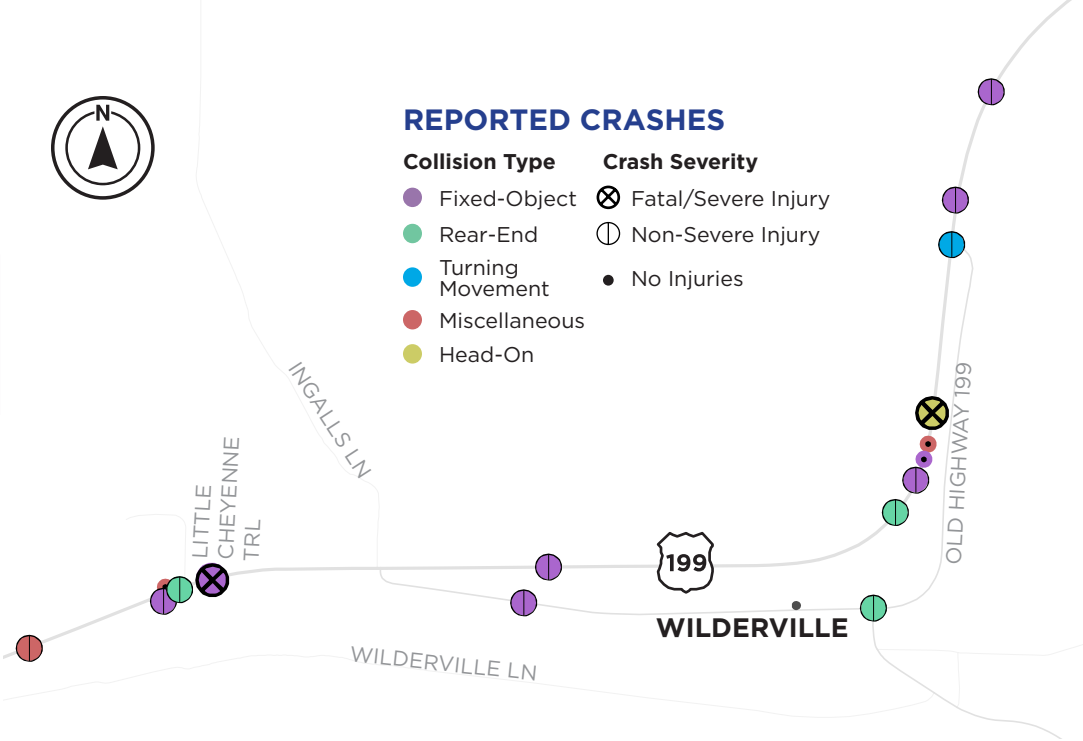 N
REPORTED CRASHES
Collision Type
Fixed-Object
Rear-End
Turning
Movement
Miscellaneous
Head-On
Crash Severity
Fatal/Severe Injury
Non-Severe Injury
No Injuries
INGALLS LN
LITTLE
CHEYENNE
TRL
OLD HIGHWAY 199
199
WILDERVILLE
WILDERVILLE LN